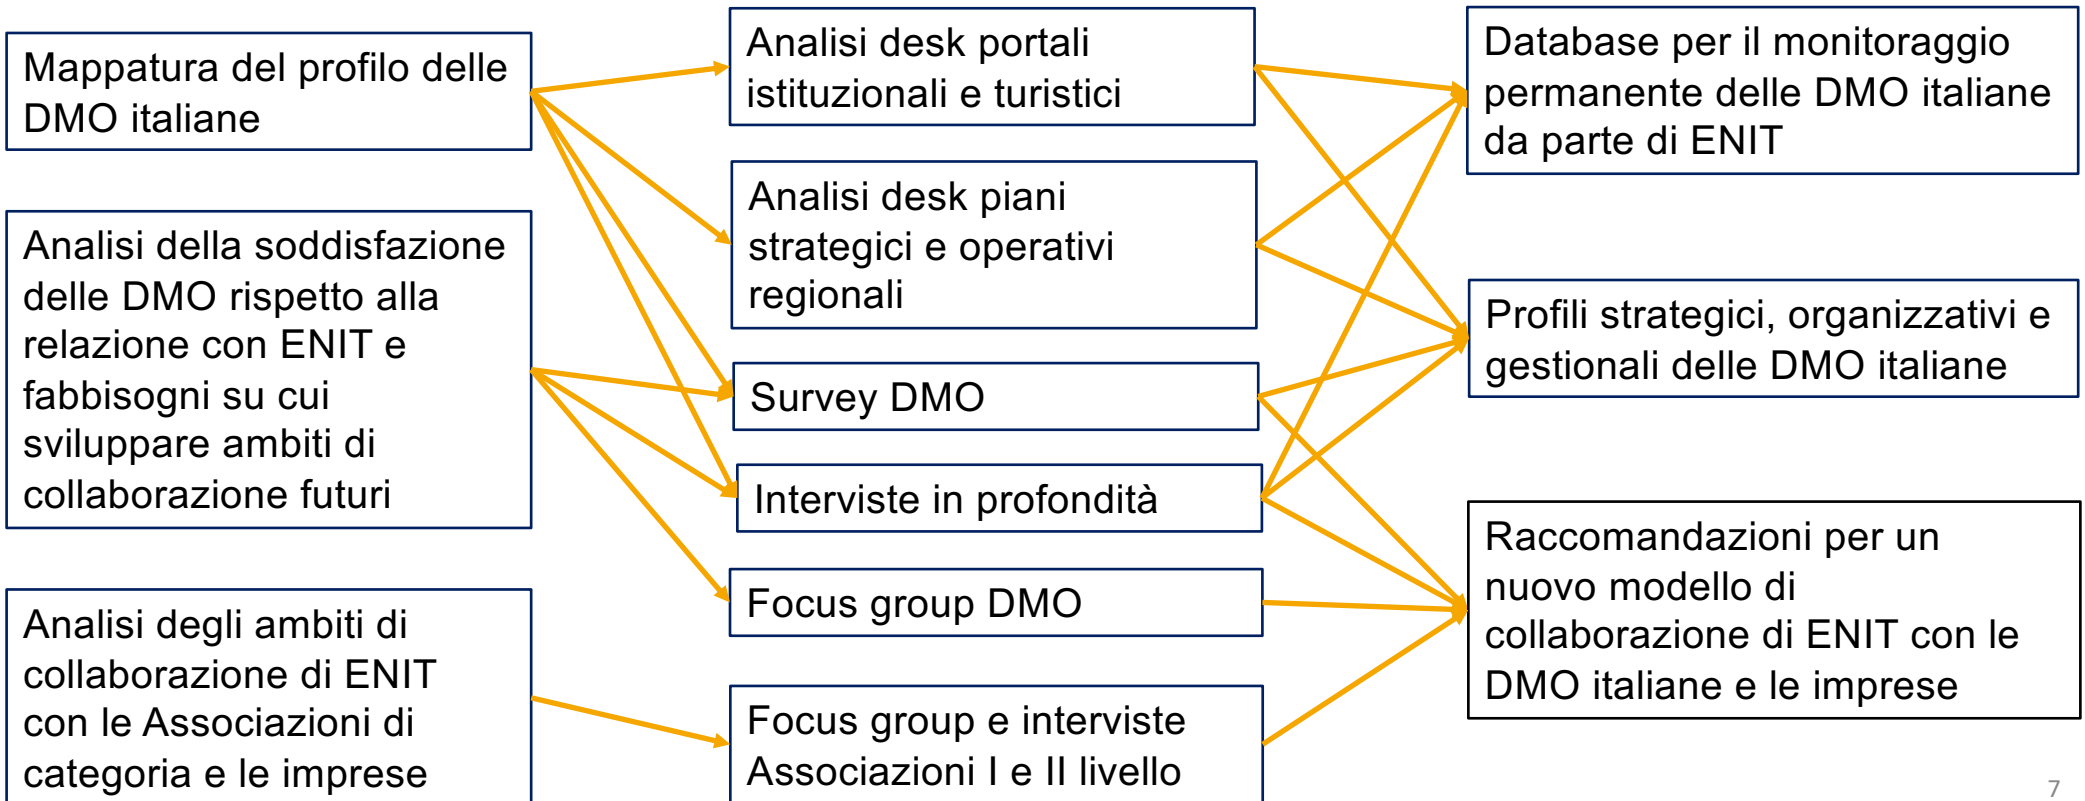 Mappatura del profilo delle
DMO italiane
Analisi della soddisfazione
delle DMO rispetto alla
relazione con ENIT e
fabbisogni su cui
sviluppare ambiti di
collaborazione futuri
Analisi degli ambiti di
collaborazione di ENIT
con le Associazioni di
categoria e le imprese
Analisi desk portali
istituzionali e turistici
Analisi desk piani
strategici e operativi
regionali
Survey DMO
Interviste in profondità
Focus group DMO
Focus group e interviste
Associazioni I e II livello
Database per il monitoraggio
permanente delle DMO italiane
da parte di ENIT
Profili strategici, organizzativi e
gestionali delle DMO italiane
Raccomandazioni per un
nuovo modello di
collaborazione di ENIT con le
DMO italiane e le imprese
7